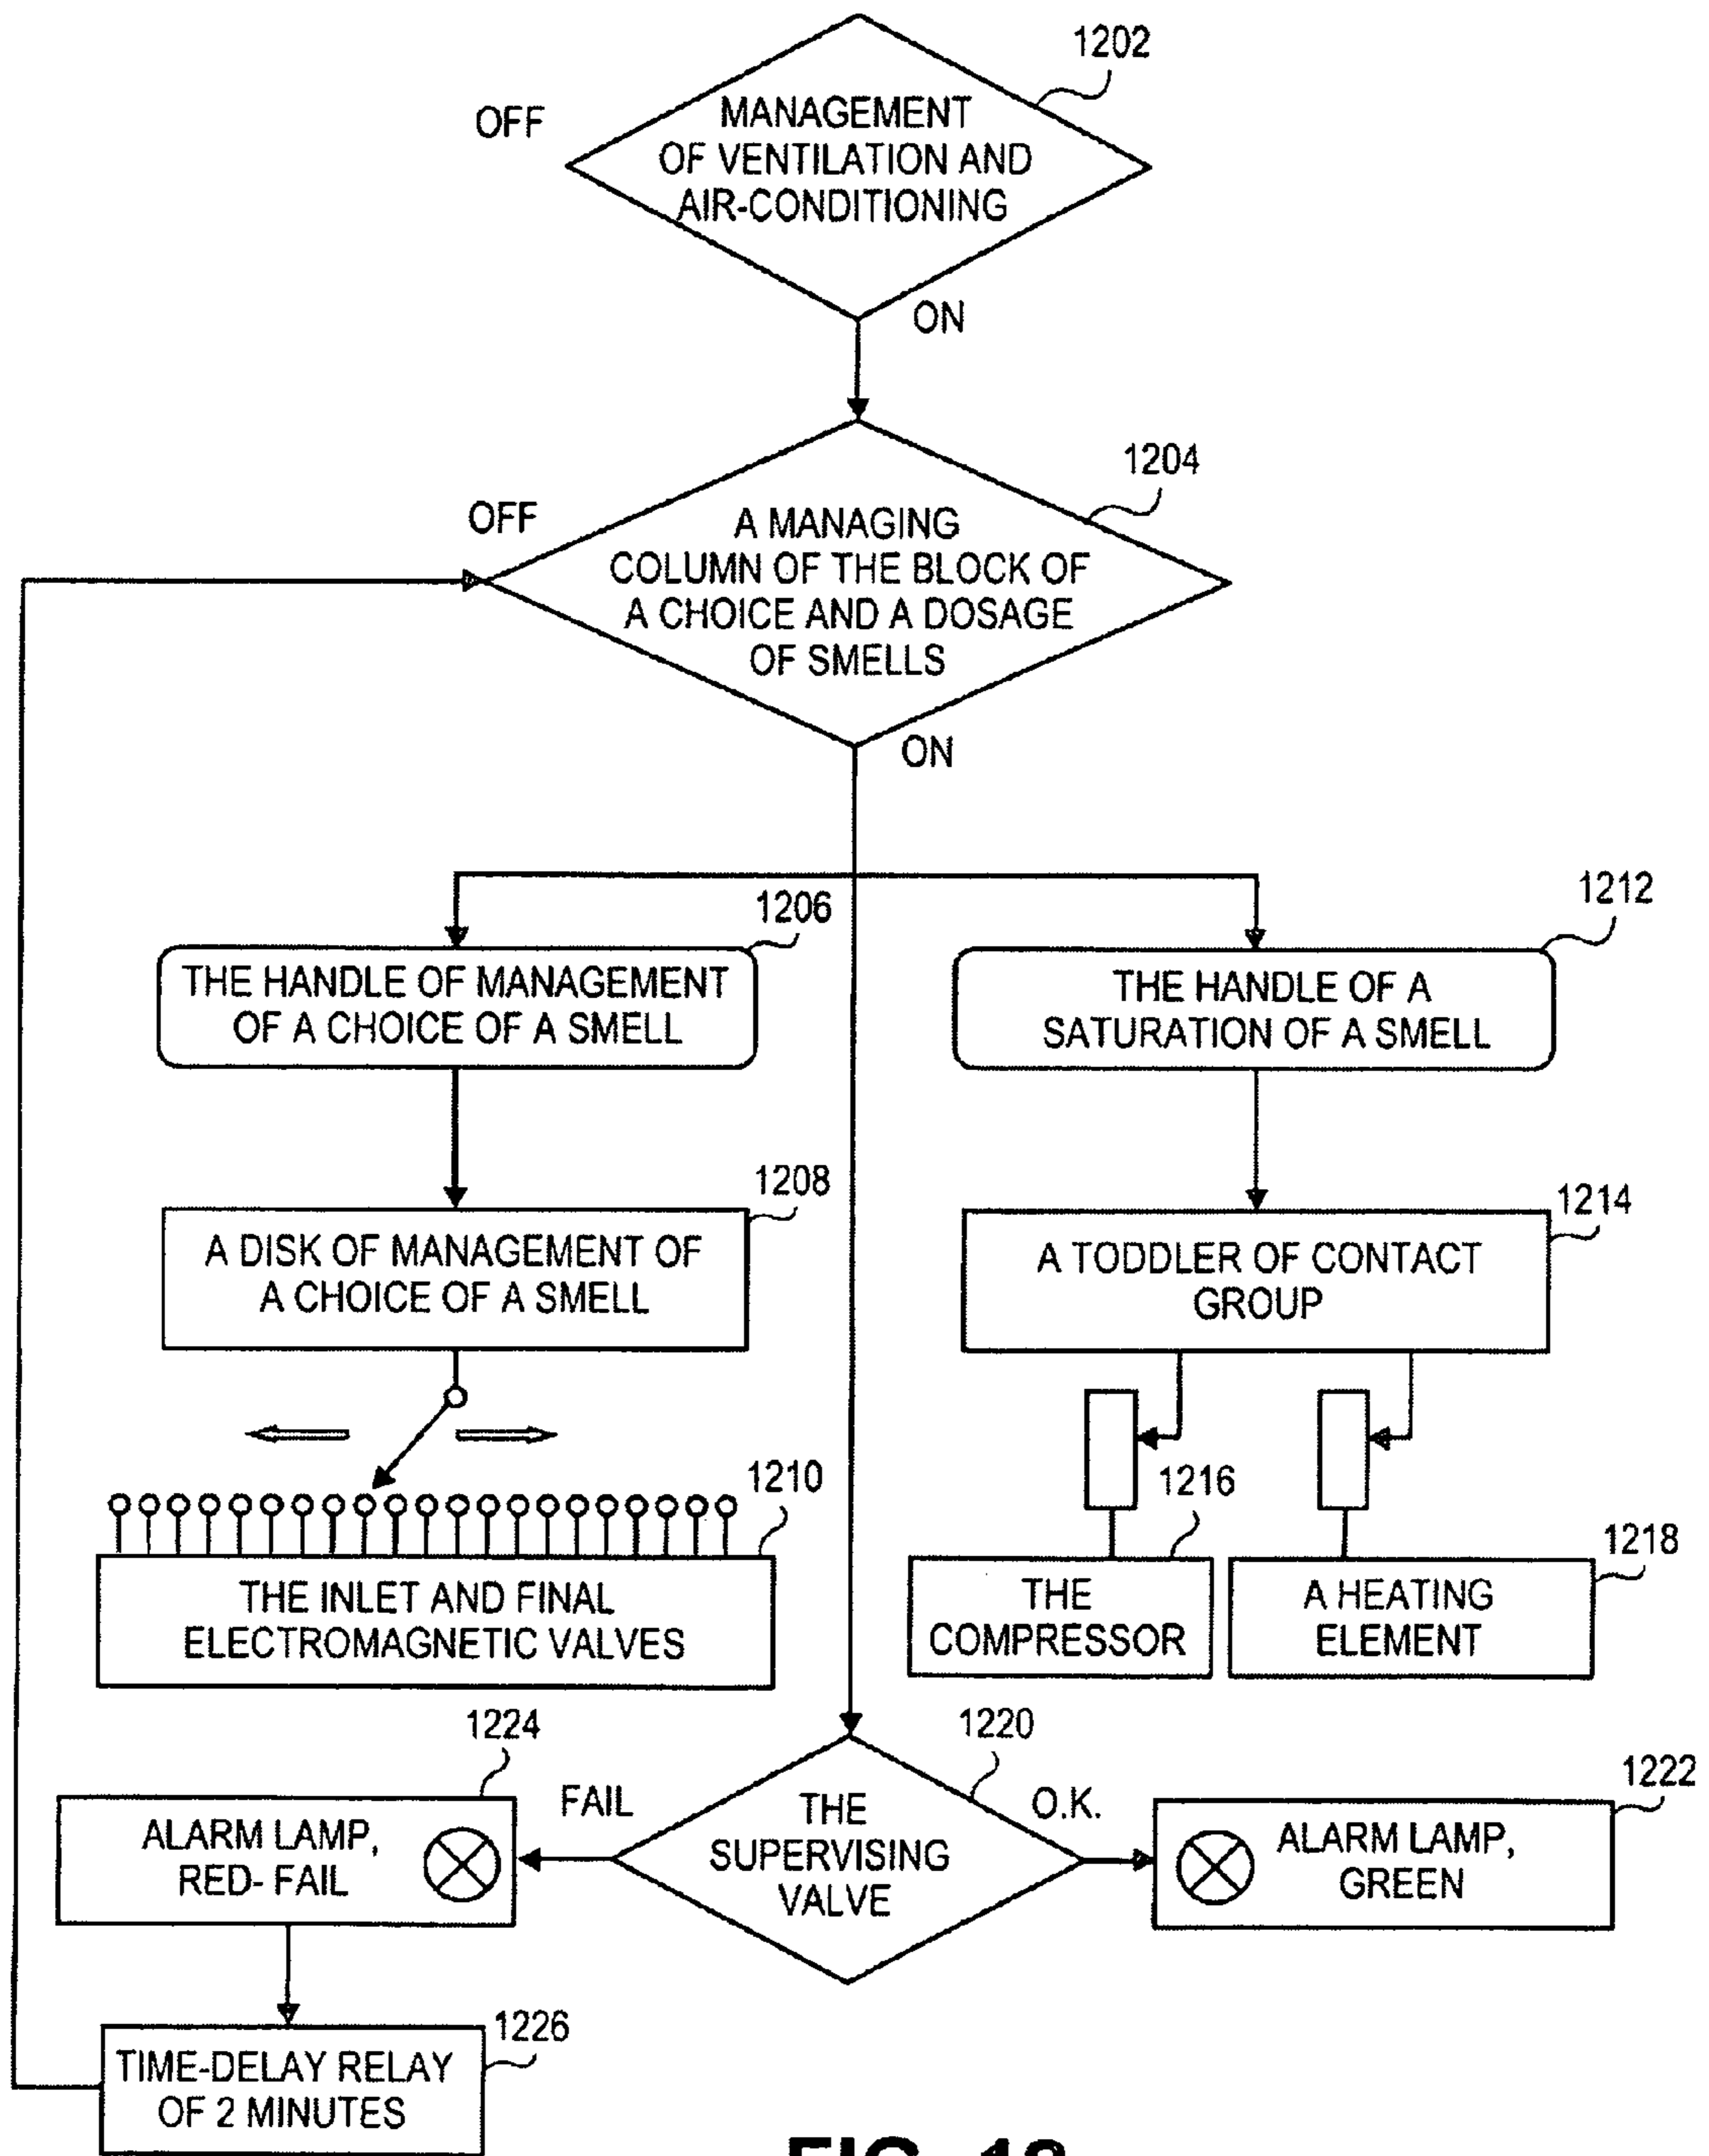 1202
OFF
MANAGEMENT
OF VENTILATION AND
AIR-CONDITIONING
ON
1204
OFF
A MANAGING
COLUMN OF THE BLOCK OF
A CHOICE AND A DOSAGE
OF SMELLS
ON
1206
THE HANDLE OF MANAGEMENT
OF A CHOICE OF A SMELL
1212
THE HANDLE OF A
SATURATION OF A SMELL
1208
A DISK OF MANAGEMENT OF
A CHOICE OF A SMELL
1214
A TODDLER OF CONTACT
GROUP
1210
THE INLET AND FINAL
ELECTROMAGNETIC VALVES
1216
THE
COMPRESSOR
1218
A HEATING
ELEMENT
1224
ALARM LAMP,
RED- FAIL
FAIL
1220
THE
SUPERVISING
VALVE
O.K.
1222
ALARM LAMP,
GREEN
1226
TIME-DELAY RELAY
OF 2 MINUTES